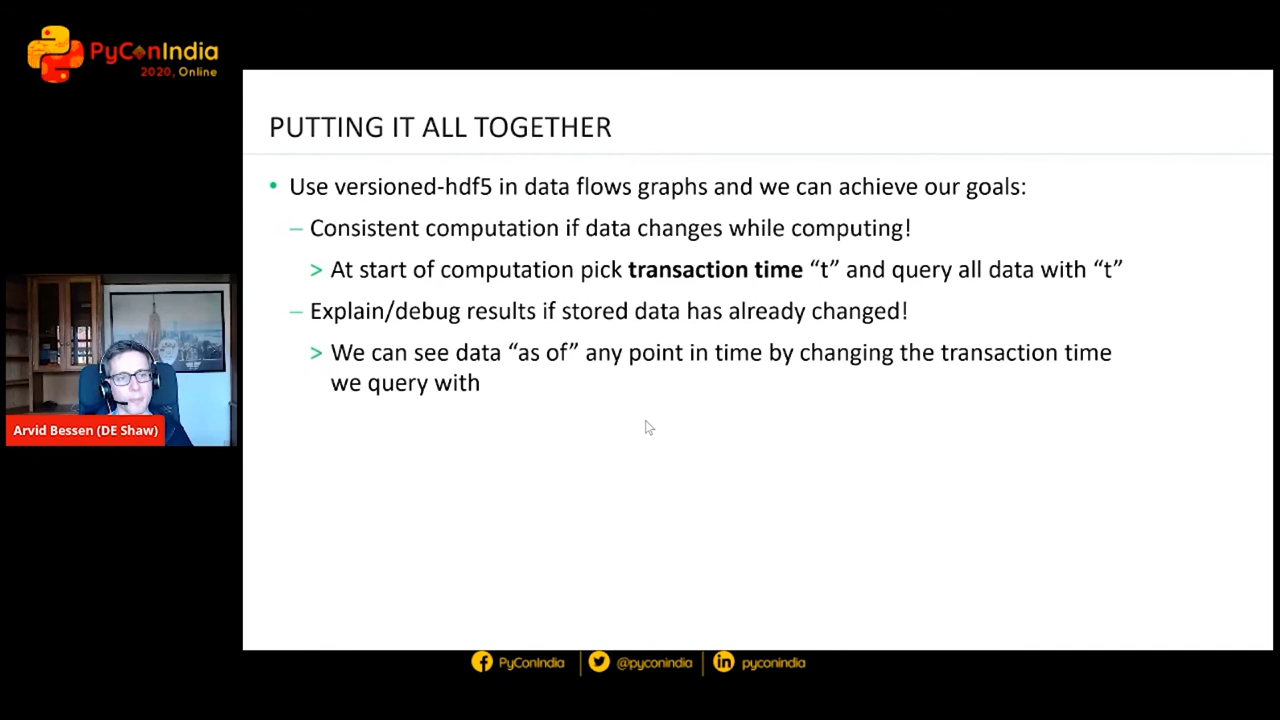 PyConIndia
2020, Online
PUTTING IT ALL TOGETHER
• Use versioned-hdf5 in data flows graphs and we can achieve our goals:
– Consistent computation if data changes while computing!
> At start of computation pick transaction time “t” and query all data with “t”
– Explain/debug results if stored data has already changed!
> We can see data “as of” any point in time by changing the transaction time
we query with
Arvid Bessen (DE Shaw)
PyConIndia
@pyconindia
pyconindia